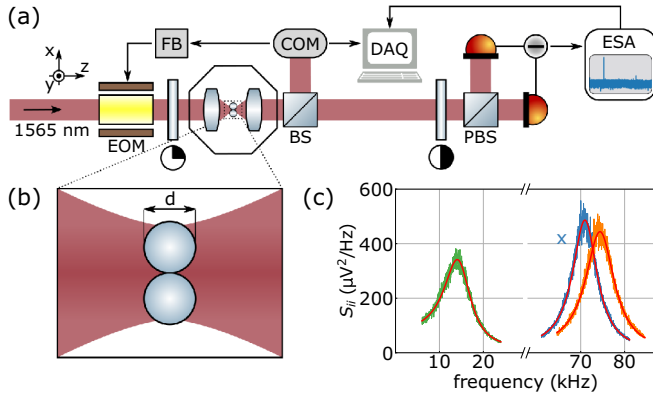 (a)
x
y
z
FB
COM
DAQ
ESA
1565 nm
EOM
BS
PBS
(b)
d
(c)
S_ii (μV²/Hz)
600
400
200
0
x
0
10
20
70
80
frequency (kHz)